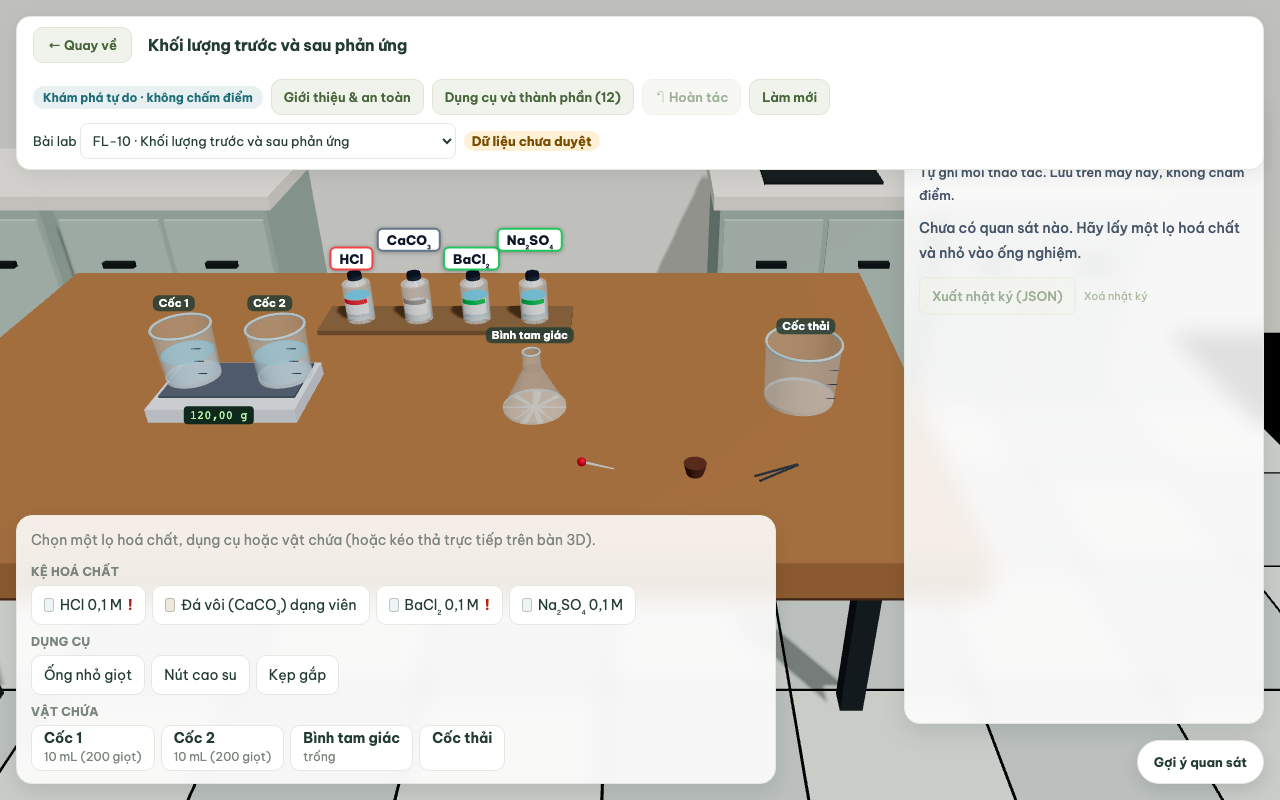 ← Quay về
Khối lượng trước và sau phản ứng
Khám phá tự do · không chấm điểm
Giới thiệu & an toàn
Dụng cụ và thành phần (12)
Hoàn tác
Làm mới
Bài lab
FL-10 · Khối lượng trước và sau phản ứng
Dữ liệu chưa duyệt
Tự ghi mỗi thao tác. Lưu trên máy này, không chấm
điểm.
Chưa có quan sát nào. Hãy lấy một lọ hoá chất
và nhỏ vào ống nghiệm.
Xuất nhật ký (JSON)
Xoá nhật ký
HCl
CaCO₃
BaCl₂
Na₂SO₄
Cốc 1
Cốc 2
Bình tam giác
Cốc thải
120,00 g
Chọn một lọ hoá chất, dụng cụ hoặc vật chứa (hoặc kéo thả trực tiếp trên bàn 3D).
KỆ HOÁ CHẤT
HCl 0,1 M !
Đá vôi (CaCO₃) dạng viên
BaCl₂ 0,1 M !
Na₂SO₄ 0,1 M
DỤNG CỤ
Ống nhỏ giọt
Nút cao su
Kẹp gắp
VẬT CHỨA
Cốc 1
10 mL (200 giọt)
Cốc 2
10 mL (200 giọt)
Bình tam giác
trống
Cốc thải
Gợi ý quan sát